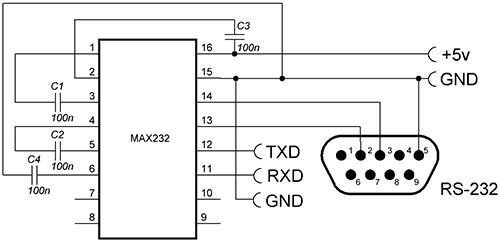 C3
100n
1
16
+5v
2
15
GND
C1
100n
3
14
4
13
C2
100n
MAX232
5
12
TXD
C4
100n
6
11
RXD
7
10
GND
8
9
1 2 3 4 5
6 7 8 9
RS-232